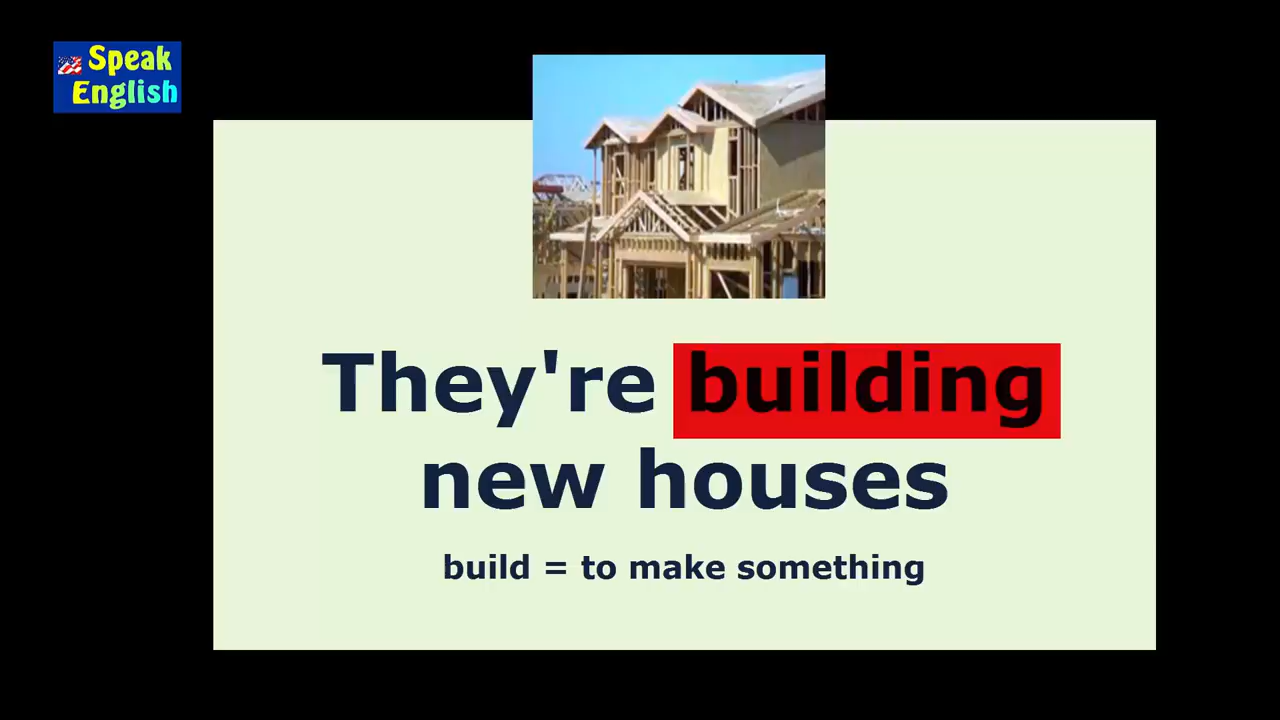 Speak
English
They're building
new houses
build = to make something